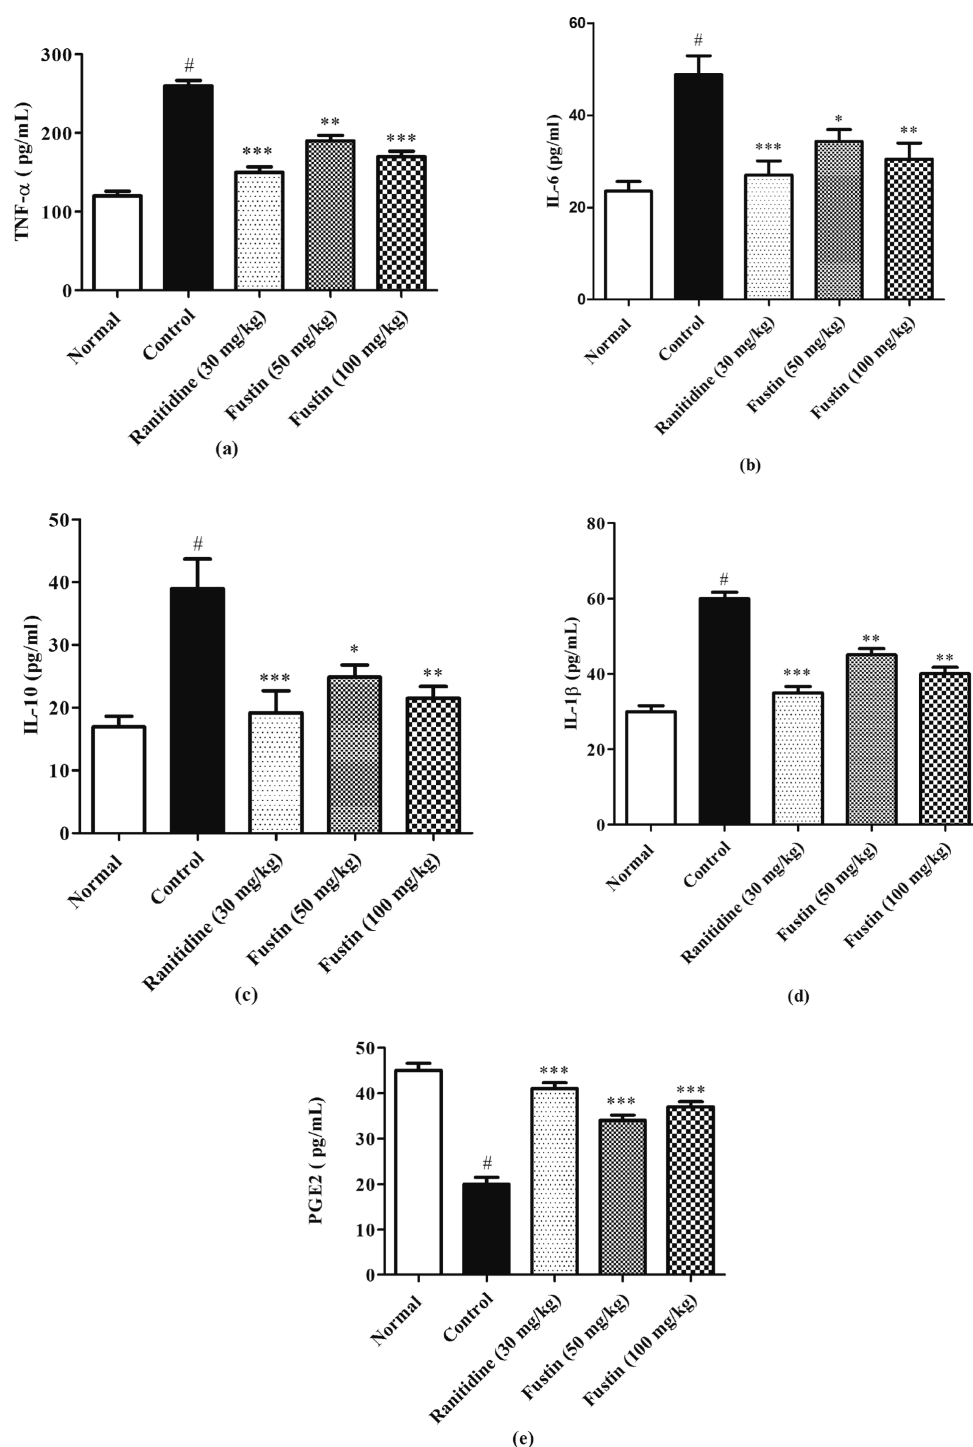 300
200
100
0
TNF-α ( pg/mL)
#
***
**
***
Normal
Control
Ranitidine (30 mg/kg)
Fustin (50 mg/kg)
Fustin (100 mg/kg)
(a)
60
40
20
0
IL-6 (pg/ml)
#
***
*
**
Normal
Control
Ranitidine (30 mg/kg)
Fustin (50 mg/kg)
Fustin (100 mg/kg)
(b)
50
40
30
20
10
0
IL-10 (pg/ml)
#
***
*
**
Normal
Control
Ranitidine (30 mg/kg)
Fustin (50 mg/kg)
Fustin (100 mg/kg)
(c)
80
60
40
20
0
IL-1β (pg/mL)
#
***
**
**
Normal
Control
Ranitidine (30 mg/kg)
Fustin (50 mg/kg)
Fustin (100 mg/kg)
(d)
50
40
30
20
10
0
PGE2 ( pg/mL)
#
***
***
***
Normal
Control
Ranitidine (30 mg/kg)
Fustin (50 mg/kg)
Fustin (100 mg/kg)
(e)